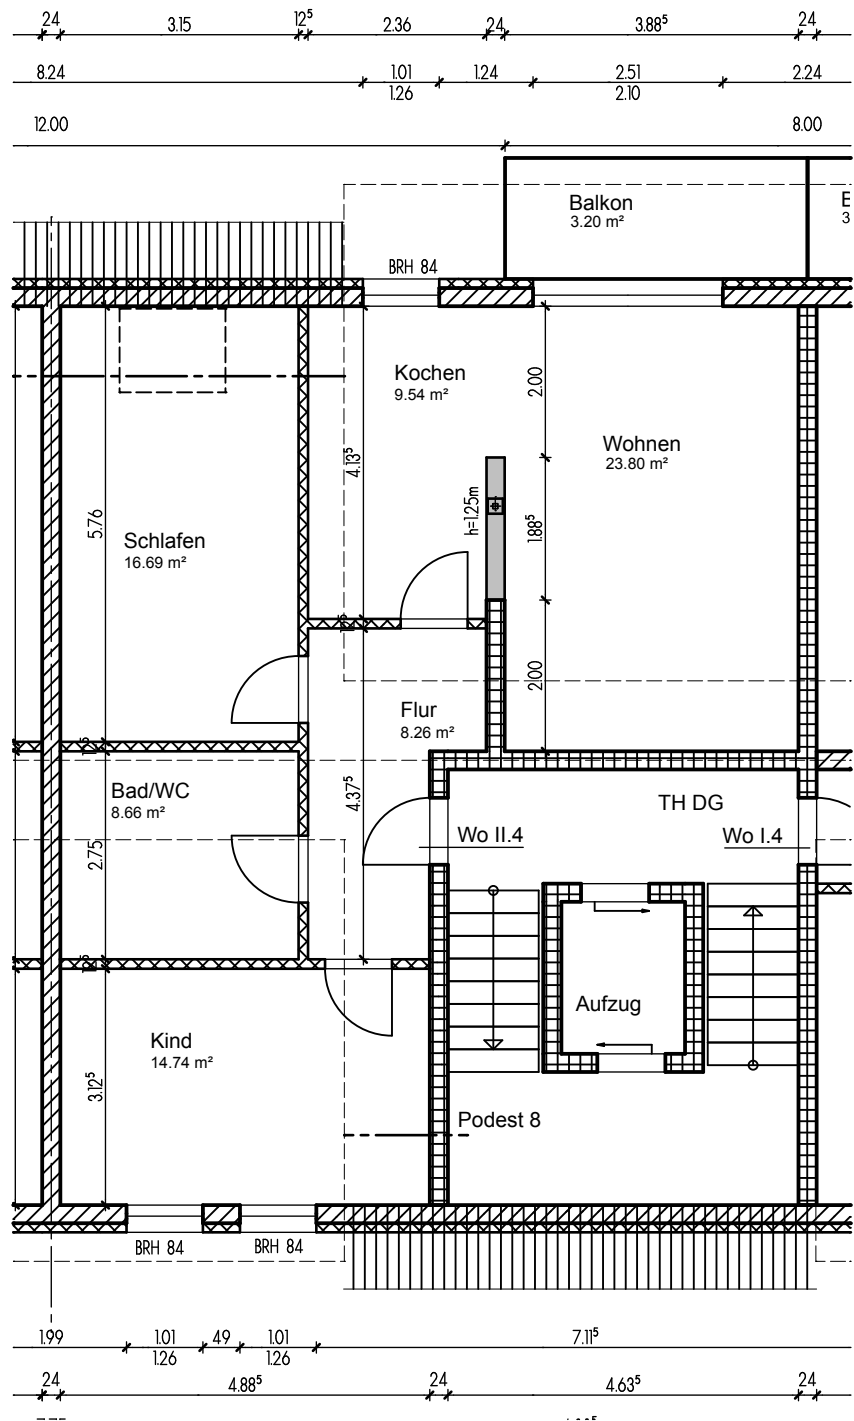 24 3.15 12⁵ 2.36 24 3.88⁵ 24
8.24 1.01 1.24 2.51 2.24
1.26 2.10
12.00 8.00
Balkon
3.20 m²
BRH 84
Kochen
9.54 m²
2.00
Wohnen
23.80 m²
4.13⁵
h=1.25m
5.76
1.88⁵
Schlafen
16.69 m²
2.00
Flur
8.26 m²
Bad/WC
8.66 m²
4.37⁵
TH DG
Wo II.4
Wo I.4
2.75
Aufzug
Kind
14.74 m²
3.12⁵
Podest 8
BRH 84 BRH 84
1.99 1.01 49 1.01 7.11⁵
1.26 1.26
24 4.88⁵ 24 4.63⁵ 24